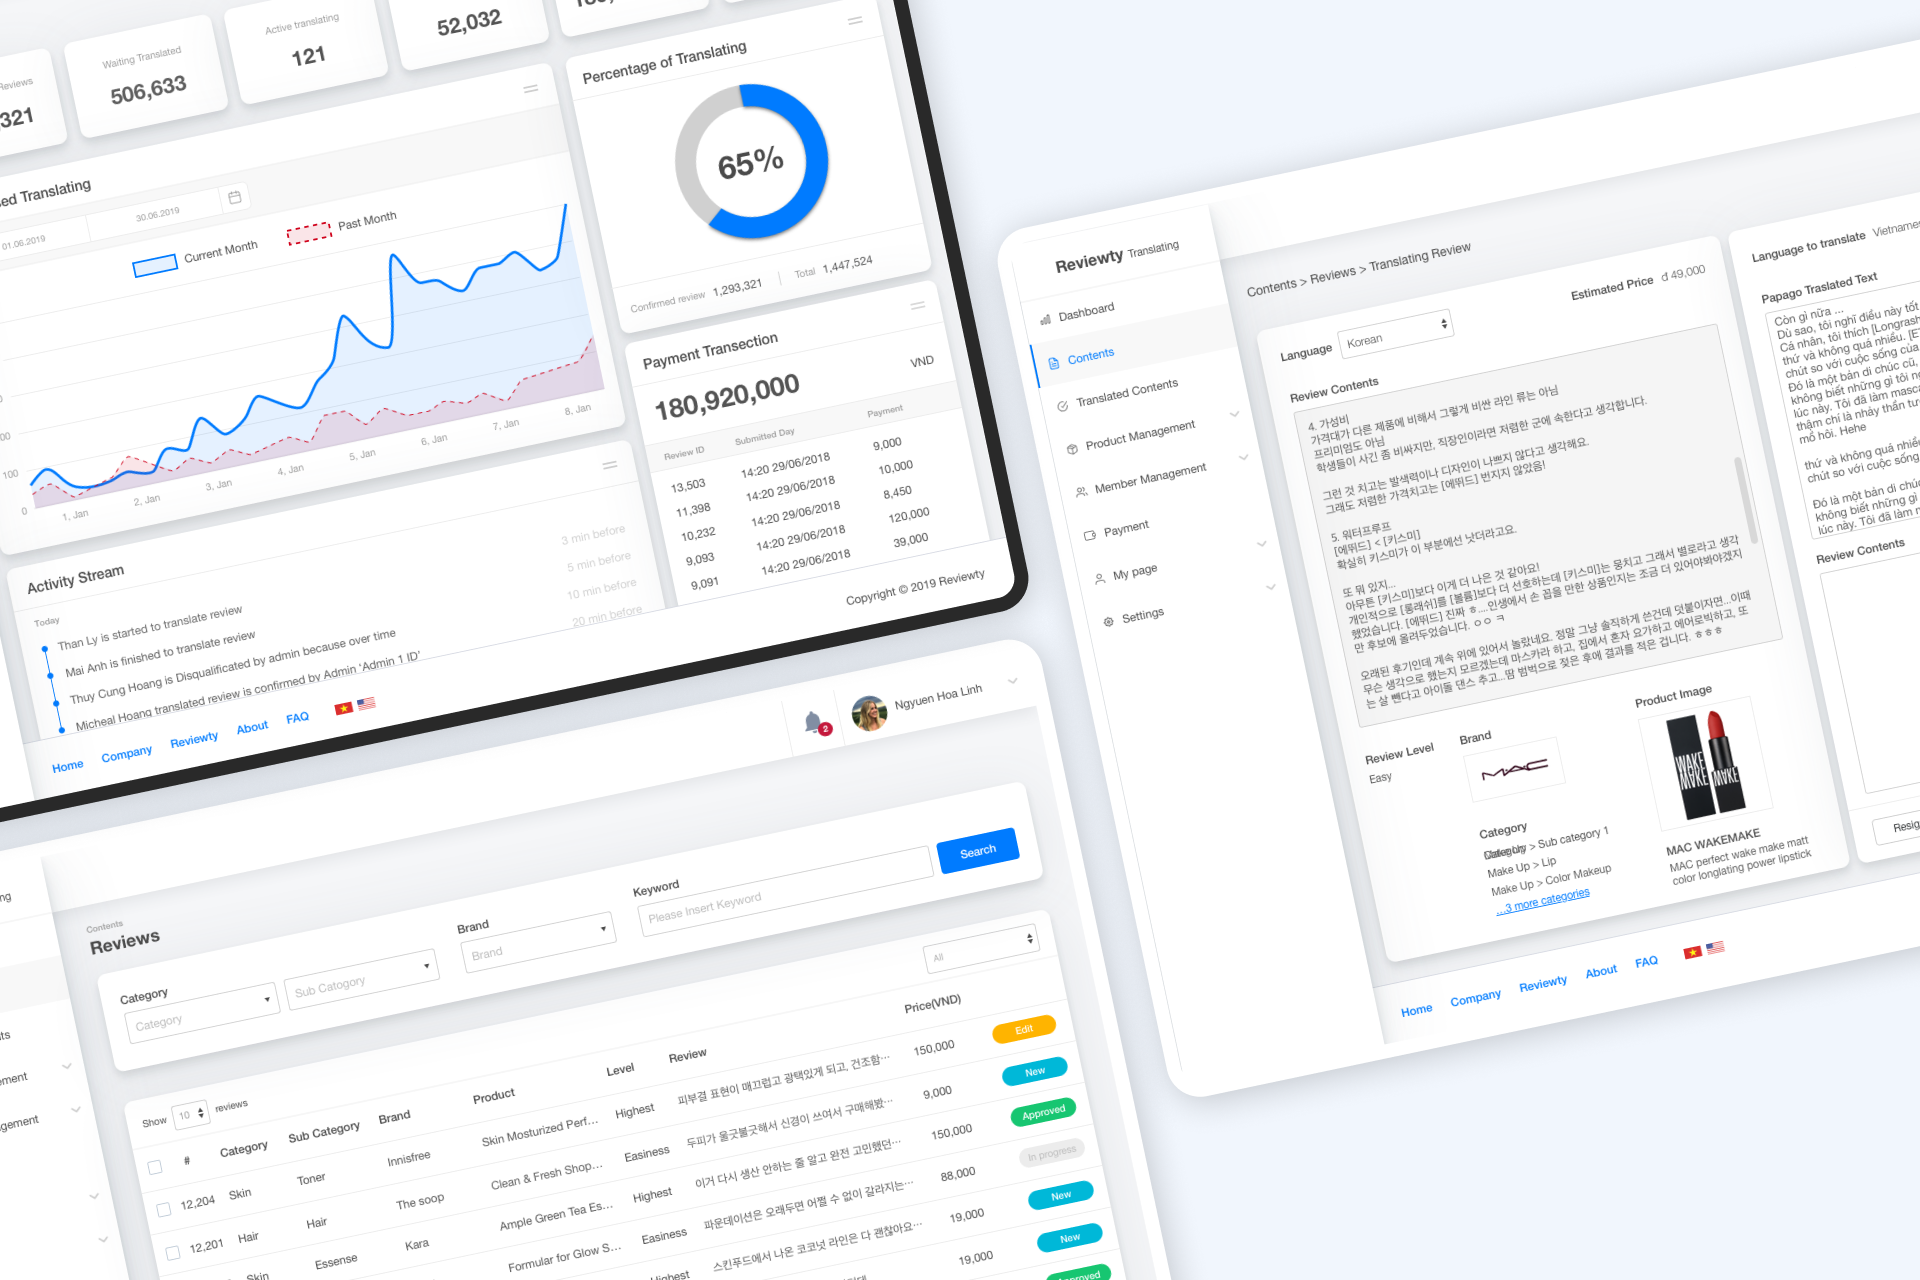 Reviews
,321
Waiting Translated
506,633
Active translating
121
52,032
ed Translating
01.06.2019
30.06.2019
Current Month
Past Month
100
0
1, Jan
2, Jan
3, Jan
4, Jan
5, Jan
6, Jan
7, Jan
8, Jan
Percentage of Translating
65%
Confirmed review 1,293,321
Total 1,447,524
Payment Transection
180,920,000
VND
Review ID
Submitted Day
Payment
13,503 14:20 29/06/2018 9,000
11,398 14:20 29/06/2018 10,000
10,232 14:20 29/06/2018 8,450
9,093 14:20 29/06/2018 120,000
9,091 14:20 29/06/2018 39,000
Activity Stream
Today
Than Ly is started to translate review 3 min before
Mai Anh is finished to translate review 5 min before
Thuy Cung Hoang is Disqualificated by admin because over time 10 min before
Micheal Hoang translated review is confirmed by Admin 'Admin 1 ID' 20 min before
Copyright © 2019 Reviewty
Home Company Reviewty About FAQ
2
Ngyuen Hoa Linh
Contents
Reviews
Category
Category
Sub Catogory
Brand
Brand
Keyword
Please Insert Keyword
Search
All
Show 10 reviews
# Category Sub Category Brand Product Level Review Price(VND)
12,204 Skin Toner Innisfree Skin Mosturized Perf... Highest 피부결 표현이 매끄럽고 광택있게 되고, 건조함... 150,000 Edit
12,201 Hair Hair The soop Clean & Fresh Shop... Easiness 두피가 울긋불긋해서 신경이 쓰여서 구매해봤... 9,000 New
Skin Essense Kara Ample Green Tea Es... Highest 이거 다시 생산 안하는 줄 알고 완전 고민했던... 150,000 Approved
Formular for Glow S... Easiness 파운데이션은 오래두면 어쩔 수 없이 갈라지는... 88,000 In progress
Highest 스킨푸드에서 나온 코코넛 라인은 다 괜찮아요... 19,000 New
19,000 New
Approved
Reviewty Translating
Dashboard
Contents
Translated Contents
Product Management
Member Management
Payment
My page
Settings
Contents > Reviews > Translating Review
Estimated Price đ 49,000
Language Korean
Review Contents
4. 가성비
가격대가 다른 제품에 비해서 그렇게 비싼 라인 류는 아님
프리미엄도 아님
학생들이 사긴 좀 비싸지만, 직장인이라면 저렴한 군에 속한다고 생각합니다.
그런 것 치고는 발색력이나 디자인이 나쁘지 않다고 생각해요.
그래도 저렴한 가격치고는 [에뛰드] 번지지 않았음!
5. 워터프루프
[에뛰드] < [키스미]
확실히 키스미가 이 부분에선 낫더라고요.
또 뭐 있지...
아무튼 [키스미]보다 이게 더 나은 것 같아요!
개인적으로 [롱래쉬]를 [볼륨]보다 더 선호하는데 [키스미]는 뭉치고 그래서 별로라고 생각
했었습니다. [에뛰드] 진짜 ㅎ....인생에서 손 꼽을 만한 상품인지는 조금 더 있어야봐야겠지
만 후보에 올려두었습니다. ㅇㅇ ㅋ
오래된 후기인데 계속 위에 있어서 놀랐네요. 정말 그냥 솔직하게 쓴건데 덧붙이자면...이때
무슨 생각으로 했는지 모르겠는데 마스카라 하고, 집에서 혼자 요가하고 에어로빅하고, 또
는 살 뺀다고 아이돌 댄스 추고...땀 범벅으로 젖은 후에 결과를 적은 겁니다. ㅎㅎㅎ
Review Level
Easy
Brand
MAC
Category
Make Up > Sub category 1
Make Up > Lip
Make Up > Color Makeup
...3 more categories
Product Image
WAKE
MAKE
MAKE
MAC WAKEMAKE
MAC perfect wake make matt
color longlating power lipstick
Language to translate
Papago Traslated Text
Còn gì nữa ...
Dù sao, tôi nghĩ điều này tốt
Cá nhân, tôi thích [Longrash
thứ và không quá nhiều.
chút so với cuộc sống của
Đó là một bản di chúc cũ,
không biết những gì tôi
lúc này. Tôi đã làm masca
thậm chí là nhảy thần
mồ hôi. Hehe
thứ và không quá nhiều
chút so với cuộc sống
Đó là một bản di
không biết những gì
lúc này. Tôi đã làm
Review Contents
Home Company Reviewty About FAQ